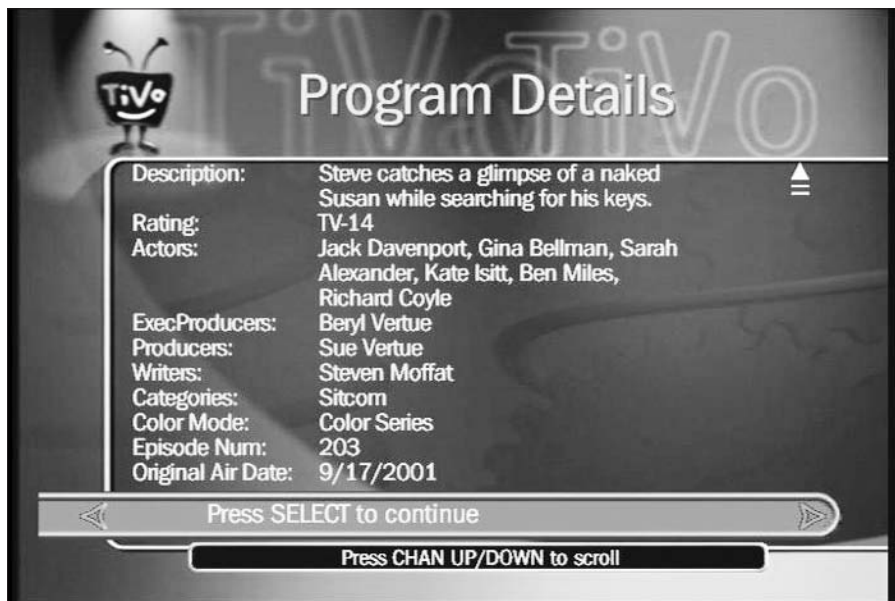 TiVo TiVo
TiVo
Program Details
Description: Steve catches a glimpse of a naked
Susan while searching for his keys.
Rating: TV-14
Actors: Jack Davenport, Gina Bellman, Sarah
Alexander, Kate Isitt, Ben Miles,
Richard Coyle
ExecProducers: Beryl Vertue
Producers: Sue Vertue
Writers: Steven Moffat
Categories: Sitcom
Color Mode: Color Series
Episode Num: 203
Original Air Date: 9/17/2001
Press SELECT to continue
Press CHAN UP/DOWN to scroll